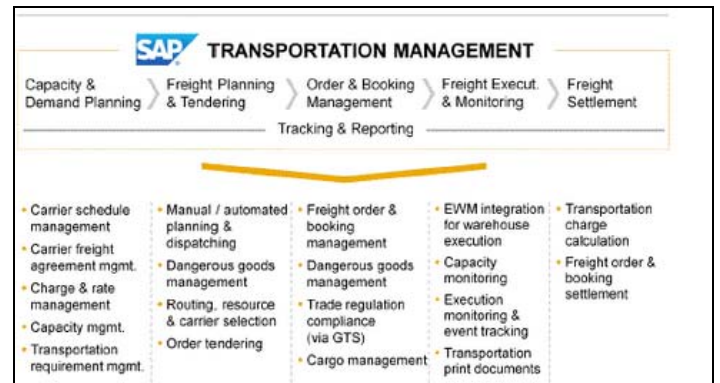 SAP TRANSPORTATION MANAGEMENT
Capacity &
Demand Planning
Freight Planning
& Tendering
Order & Booking
Management
Freight Execut.
& Monitoring
Freight
Settlement
Tracking & Reporting
• Carrier schedule
management
• Carrier freight
agreement mgmt.
• Charge & rate
management
• Capacity mgmt.
• Transportation
requirement mgmt.
• Manual / automated
planning &
dispatching
• Dangerous goods
management
• Routing, resource
& carrier selection
• Order tendering
• Freight order &
booking
management
• Dangerous goods
management
• Trade regulation
compliance
(via GTS)
• Cargo management
• EWM integration
for warehouse
execution
• Capacity
monitoring
• Execution
monitoring &
event tracking
• Transportation
print documents
• Transportation
charge
calculation
• Freight order &
booking
settlement